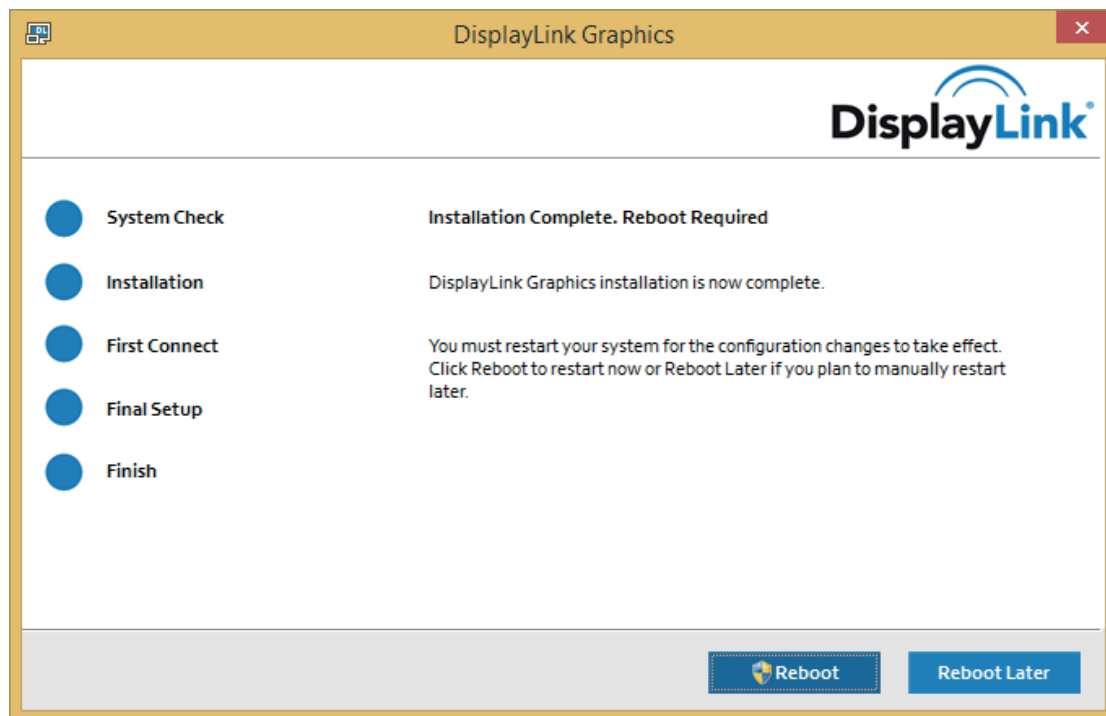 DL
DisplayLink Graphics
DisplayLink®
System Check
Installation
First Connect
Final Setup
Finish
Installation Complete. Reboot Required
DisplayLink Graphics installation is now complete.
You must restart your system for the configuration changes to take effect.
Click Reboot to restart now or Reboot Later if you plan to manually restart
later.
Reboot
Reboot Later